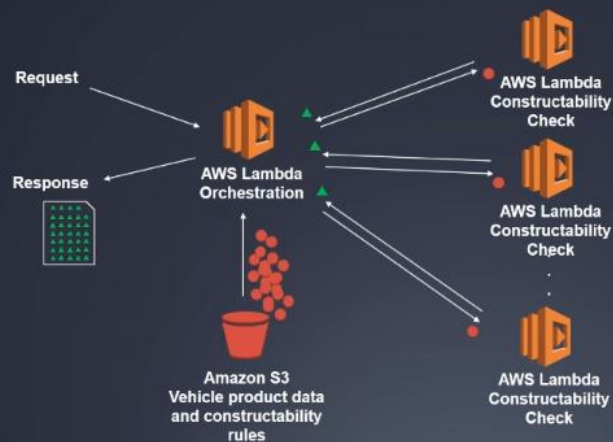 Request
Response
AWS Lambda
Orchestration
Amazon S3
Vehicle product data
and constructability
rules
AWS Lambda
Constructability
Check
AWS Lambda
Constructability
Check
AWS Lambda
Constructability
Check